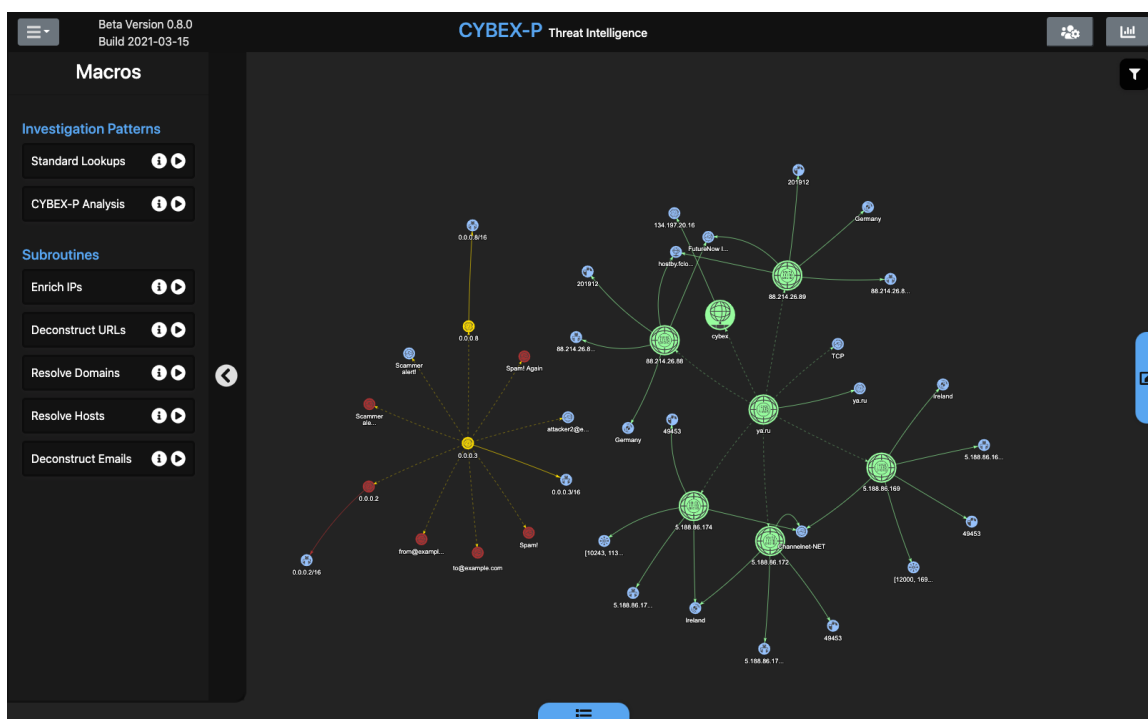 Beta Version 0.8.0
Build 2021-03-15
CYBEX-P Threat Intelligence
Macros
Investigation Patterns
Standard Lookups
CYBEX-P Analysis
Subroutines
Enrich IPs
Deconstruct URLs
Resolve Domains
Resolve Hosts
Deconstruct Emails
201912
134.197.20.16
Germany
0.0.0.8/16
FutureNow I...
hostby.fclo...
201912
88.214.26.8...
88.214.26.89
0.0.0.8
cybex
88.214.26.8...
88.214.26.88
TCP
Scammer
alert!
Spam! Again
ya.ru
Ireland
Scammer
ale...
attacker2@e...
ya.ru
49453
Germany
0.0.0.3
5.188.86.16...
0.0.0.3/16
5.188.86.169
0.0.0.2
5.188.86.174
49453
Spam!
from@exampl...
Channelnet-NET
[10243, 113...
5.188.86.172
to@example.com
0.0.0.2/16
[12000, 169...
5.188.86.17...
Ireland
49453
5.188.86.17...